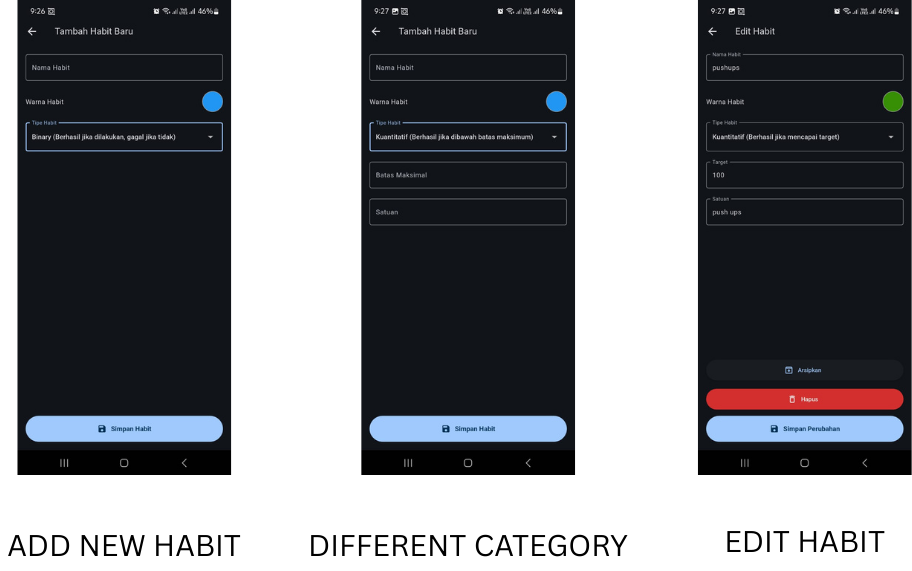 9:26
46%
Tambah Habit Baru
Nama Habit
Warna Habit
Tipe Habit
Binary (Berhasil jika dilakukan, gagal jika tidak)
Simpan Habit
ADD NEW HABIT
9:27
46%
Tambah Habit Baru
Nama Habit
Warna Habit
Tipe Habit
Kuantitatif (Berhasil jika dibawah batas maksimum)
Batas Maksimal
Satuan
Simpan Habit
DIFFERENT CATEGORY
9:27
46%
Edit Habit
Nama Habit
pushups
Warna Habit
Tipe Habit
Kuantitatif (Berhasil jika mencapai target)
Target
100
Satuan
push ups
Arsipkan
Hapus
Simpan Perubahan
EDIT HABIT